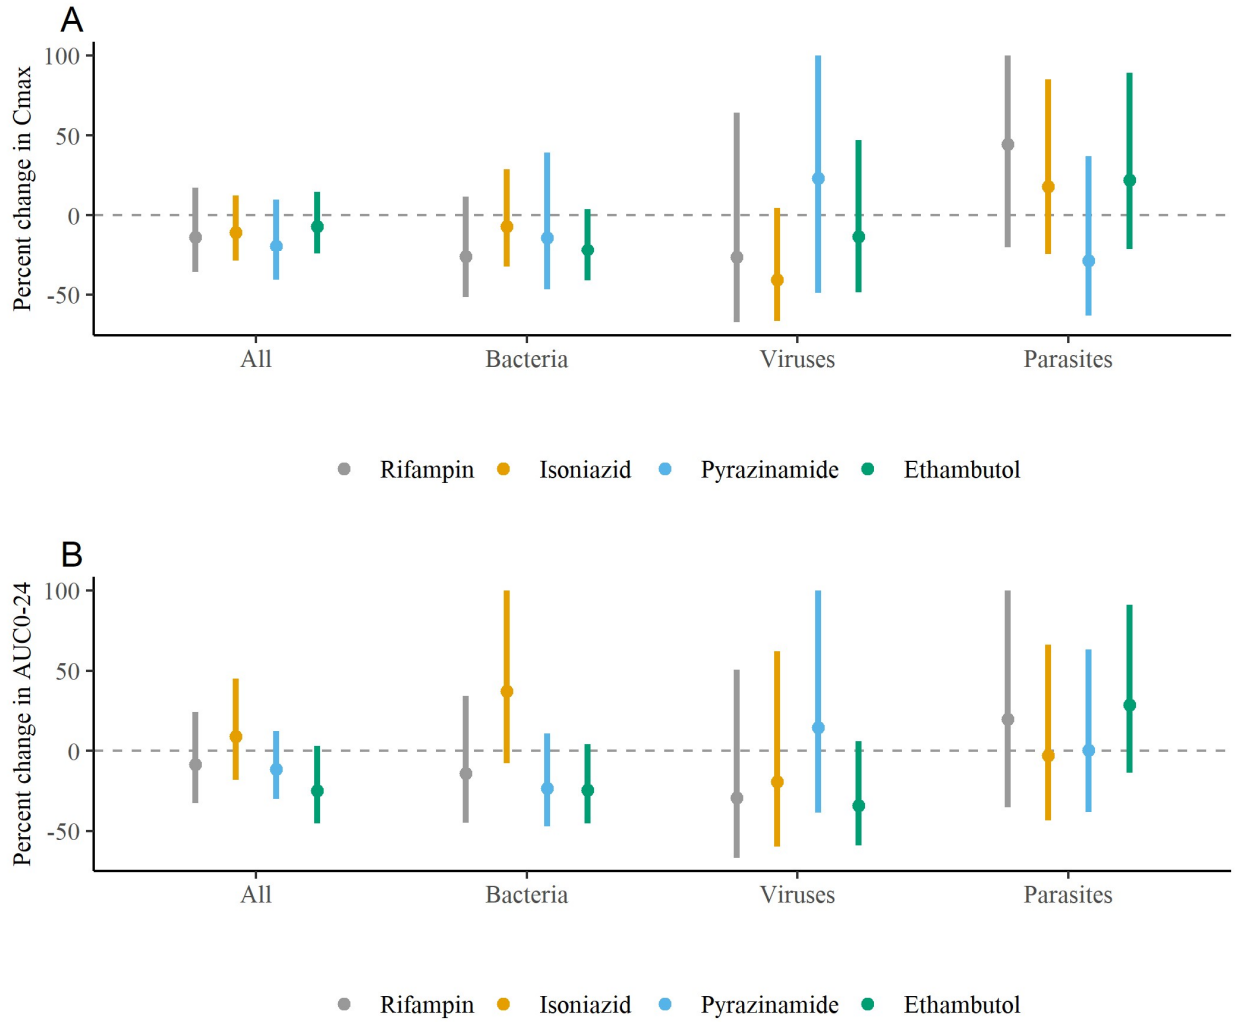 A
Percent change in Cmax
100
50
0
-50
All Bacteria Viruses Parasites
Rifampin Isoniazid Pyrazinamide Ethambutol
B
Percent change in AUC0-24
100
50
0
-50
All Bacteria Viruses Parasites
Rifampin Isoniazid Pyrazinamide Ethambutol